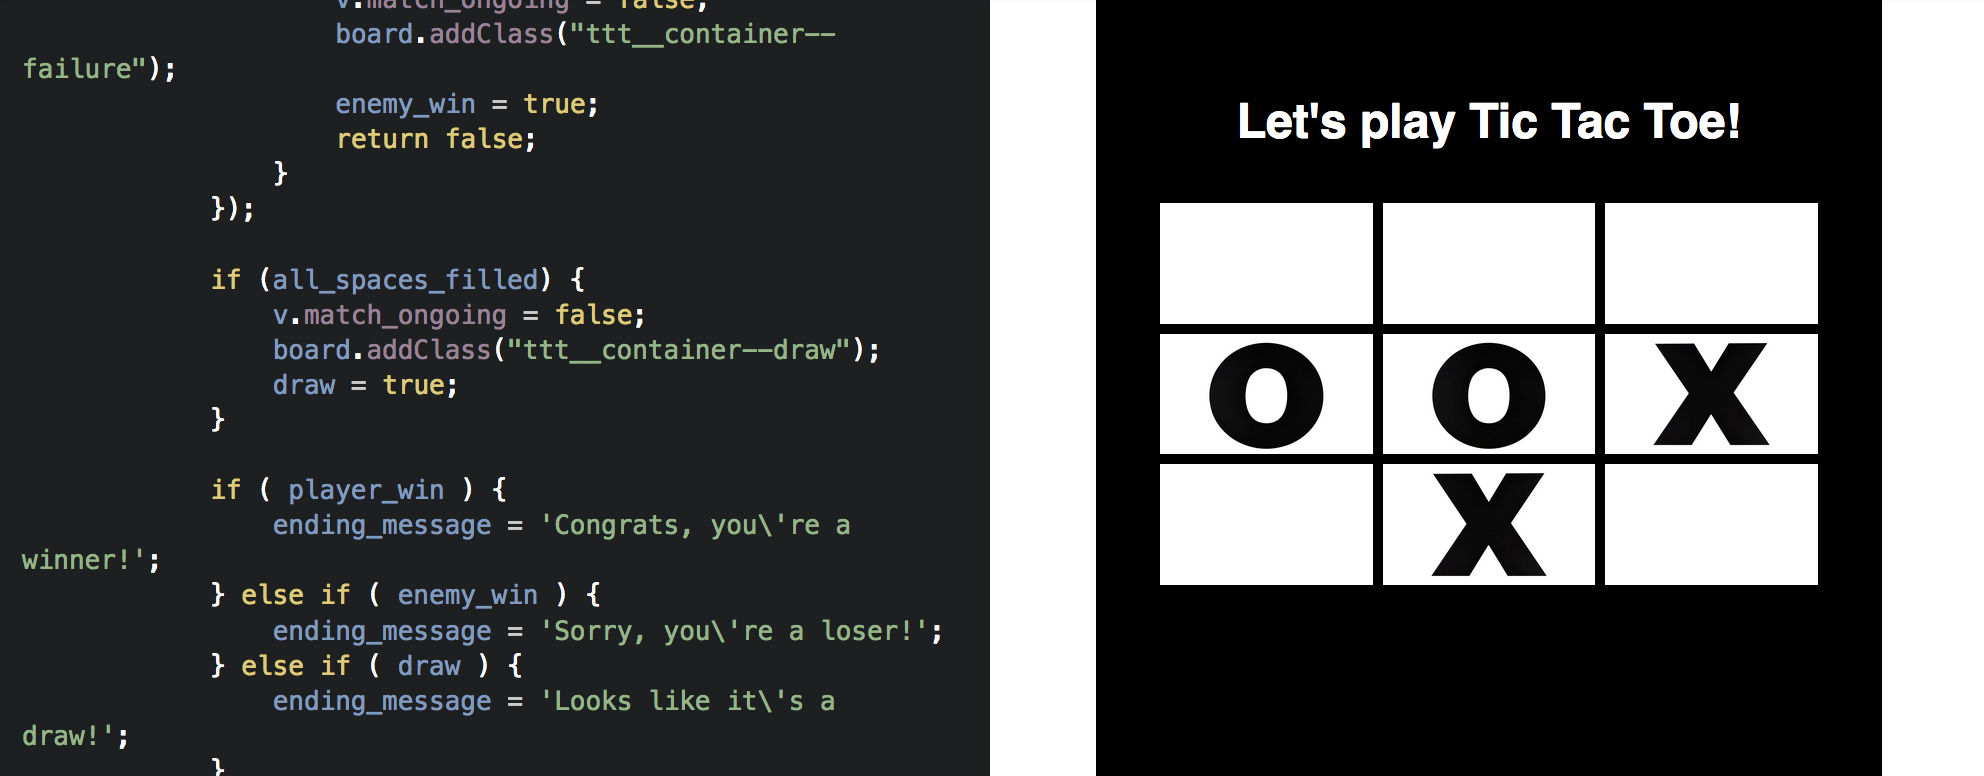 v.match_ongoing = false;
board.addClass("ttt__container--
failure");
enemy_win = true;
return false;
}
});
if (all_spaces_filled) {
v.match_ongoing = false;
board.addClass("ttt__container--draw");
draw = true;
}
if ( player_win ) {
ending_message = 'Congrats, you\'re a
winner!';
} else if ( enemy_win ) {
ending_message = 'Sorry, you\'re a loser!';
} else if ( draw ) {
ending_message = 'Looks like it\'s a
draw!';
}
Let's play Tic Tac Toe!
O O X
X